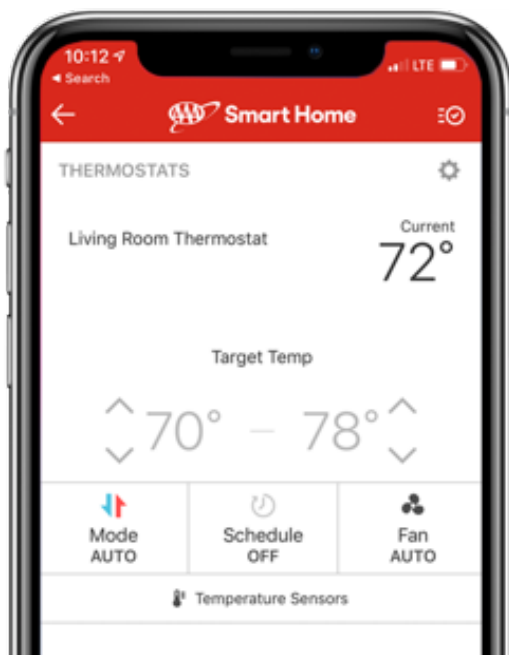 10:12
Search
LTE
AAA Smart Home
THERMOSTATS
Living Room Thermostat
Current
72°
Target Temp
70° – 78°
Mode
AUTO
Schedule
OFF
Fan
AUTO
Temperature Sensors